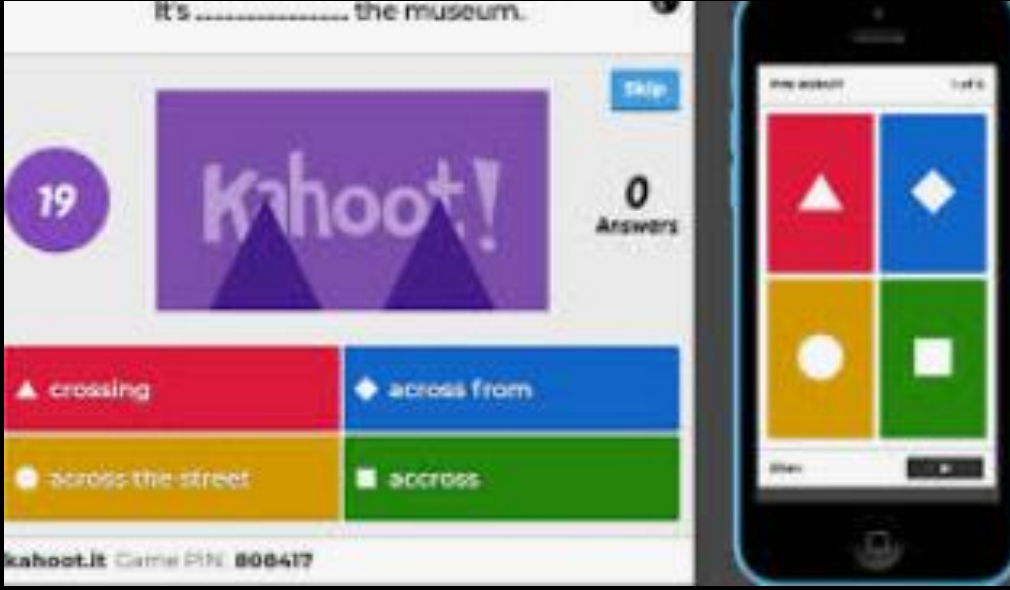 It's ______________ the museum.
Skip
19
Kahoot!
0
Answers
crossing
across from
across the street
accross
kahoot.it Game PIN: 808417